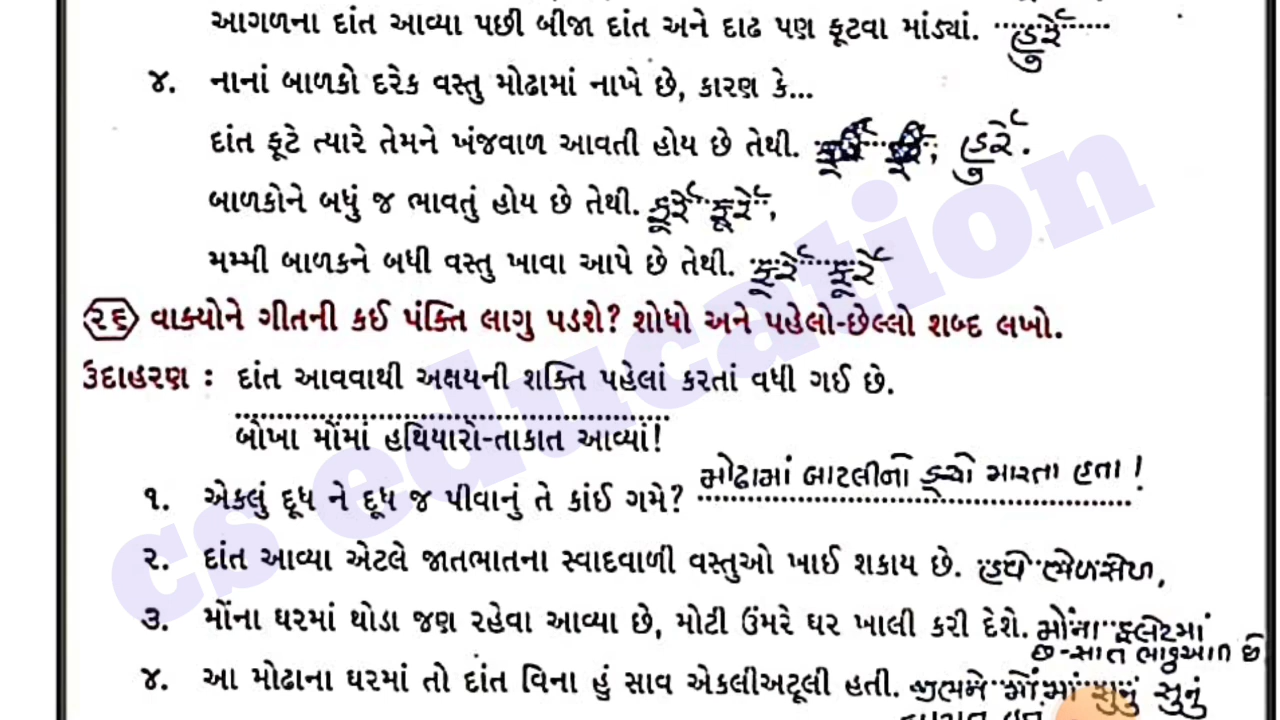 આગળના દાંત આવ્યા પછી બીજા દાંત અને દાઢ પણ ફૂટવા માંડ્યાં. હુર્રે
૪. નાનાં બાળકો દરેક વસ્તુ મોઢામાં નાખે છે, કારણ કે...
દાંત ફૂટે ત્યારે તેમને ખંજવાળ આવતી હોય છે તેથી. હુર્રે.
બાળકોને બધું જ ભાવતું હોય છે તેથી. ફૂર્રે ફૂર્રે,
મમ્મી બાળકને બધી વસ્તુ ખાવા આપે છે તેથી. ફૂર્રે ફૂર્રે
૨૬ વાક્યોને ગીતની કઈ પંક્તિ લાગુ પડશે? શોધો અને પહેલો-છેલ્લો શબ્દ લખો.
ઉદાહરણ : દાંત આવવાથી અક્ષયની શક્તિ પહેલાં કરતાં વધી ગઈ છે.
બોખા મોંમાં હથિયારો-તાકાત આવ્યાં!
૧. એકલું દૂધ ને દૂધ જ પીવાનું તે કાંઈ ગમે? મોઢામાં બાટલીનો ડૂચો મારતા હતા!
૨. દાંત આવ્યા એટલે જાતભાતના સ્વાદવાળી વસ્તુઓ ખાઈ શકાય છે. હવે ભેળસેળ,
૩. મોંના ઘરમાં થોડા જણ રહેવા આવ્યા છે, મોટી ઉંમરે ઘર ખાલી કરી દેશે. મોંના ફ્લેટમાં
છ-સાત ભાડુઆત છે
૪. આ મોઢાના ઘરમાં તો દાંત વિના હું સાવ એકલીઅટૂલી હતી. જીભને મોંમાં સુનું સુનું
cs education